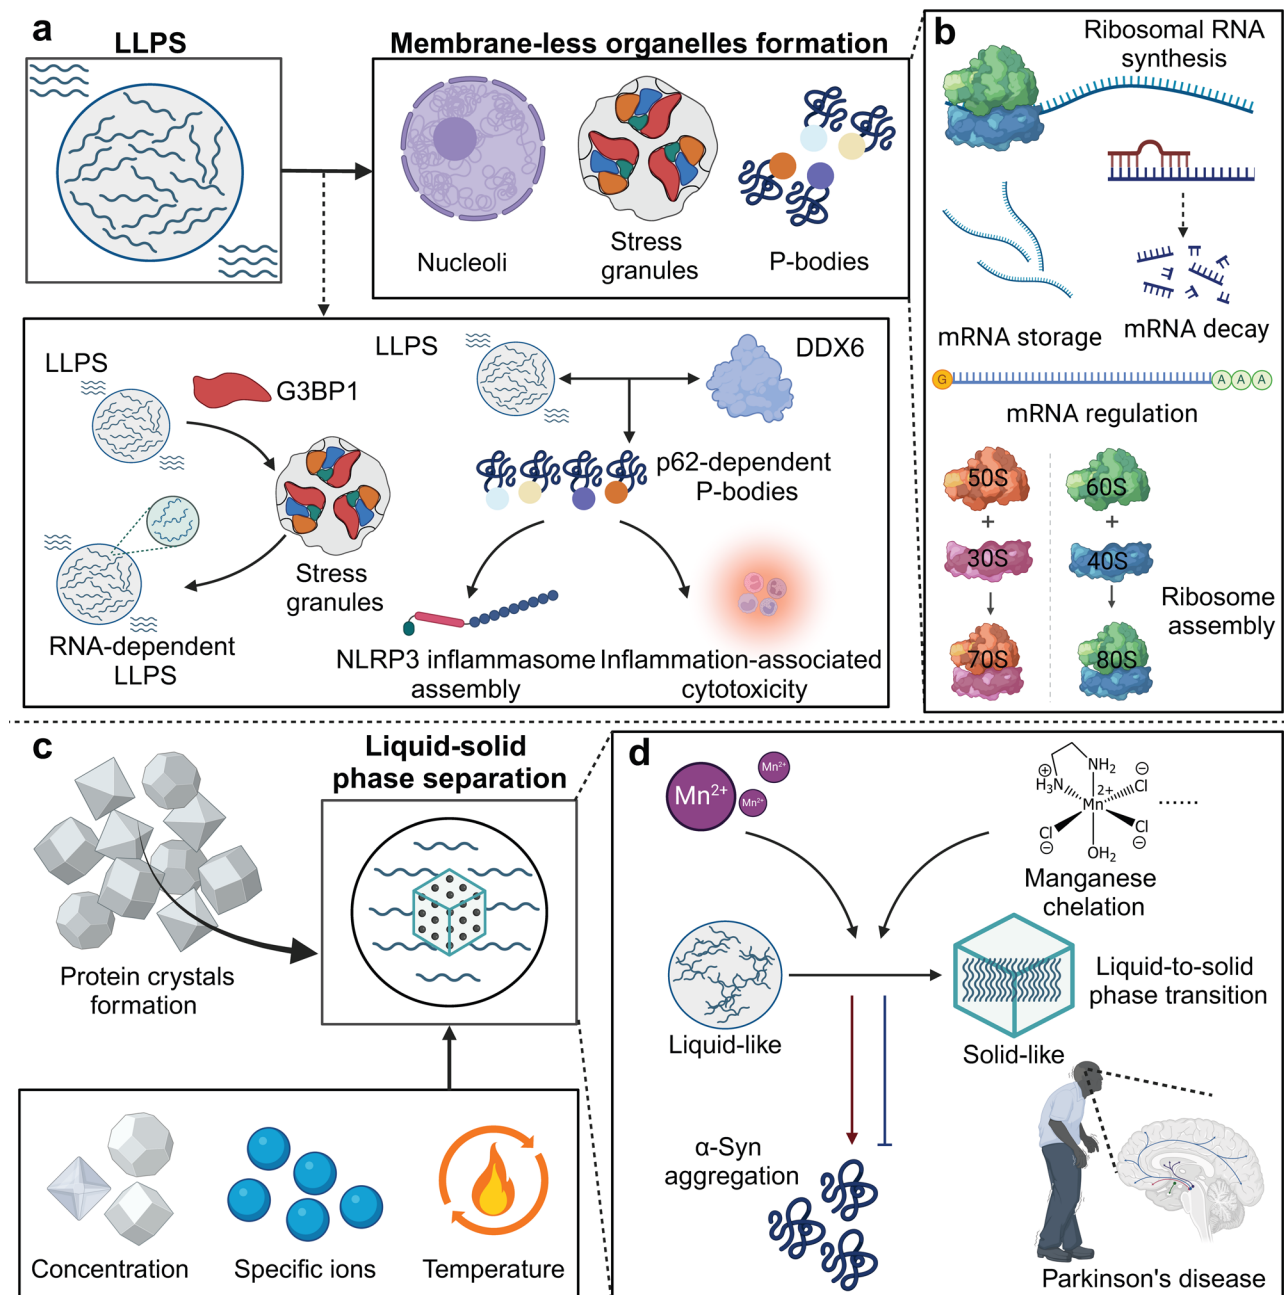 a
LLPS
Membrane-less organelles formation
Nucleoli
Stress
granules
P-bodies
LLPS
G3BP1
Stress
granules
RNA-dependent
LLPS
LLPS
DDX6
p62-dependent
P-bodies
NLRP3 inflammasome
assembly
Inflammation-associated
cytotoxicity
b
Ribosomal RNA
synthesis
mRNA storage
mRNA decay
G
A A A
mRNA regulation
50S
+
30S
70S
60S
+
40S
80S
Ribosome
assembly
c
Protein crystals
formation
Liquid-solid
phase separation
Concentration
Specific ions
Temperature
d
Mn²⁺
Mn²⁺
Mn²⁺
NH₂
⊕
H₃N
2+
Mn
⊖
Cl
Cl
⊖
Cl
⊖
OH₂
......
Manganese
chelation
Liquid-like
Solid-like
Liquid-to-solid
phase transition
α-Syn
aggregation
Parkinson's disease